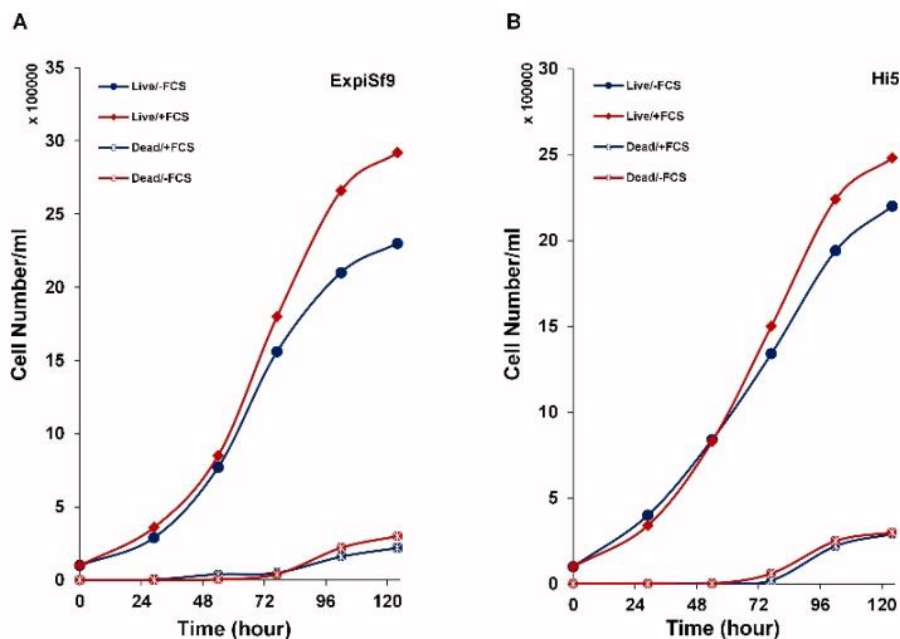 A
x 100000
ExpiSf9
Live/-FCS
Live/+FCS
Dead/+FCS
Dead/-FCS
35
30
25
20
15
10
5
0
Cell Number/ml
0 24 48 72 96 120
Time (hour)
B
x 100000
Hi5
Live/-FCS
Live/+FCS
Dead/+FCS
Dead/-FCS
30
25
20
15
10
5
0
Cell Number/ml
0 24 48 72 96 120
Time (hour)